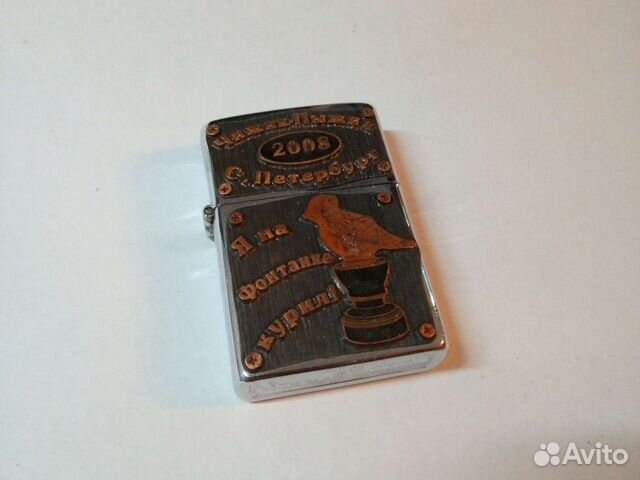 Чижик-Пыжик
2008
С. Петербург
Я на
фонтанке
курил!
Avito